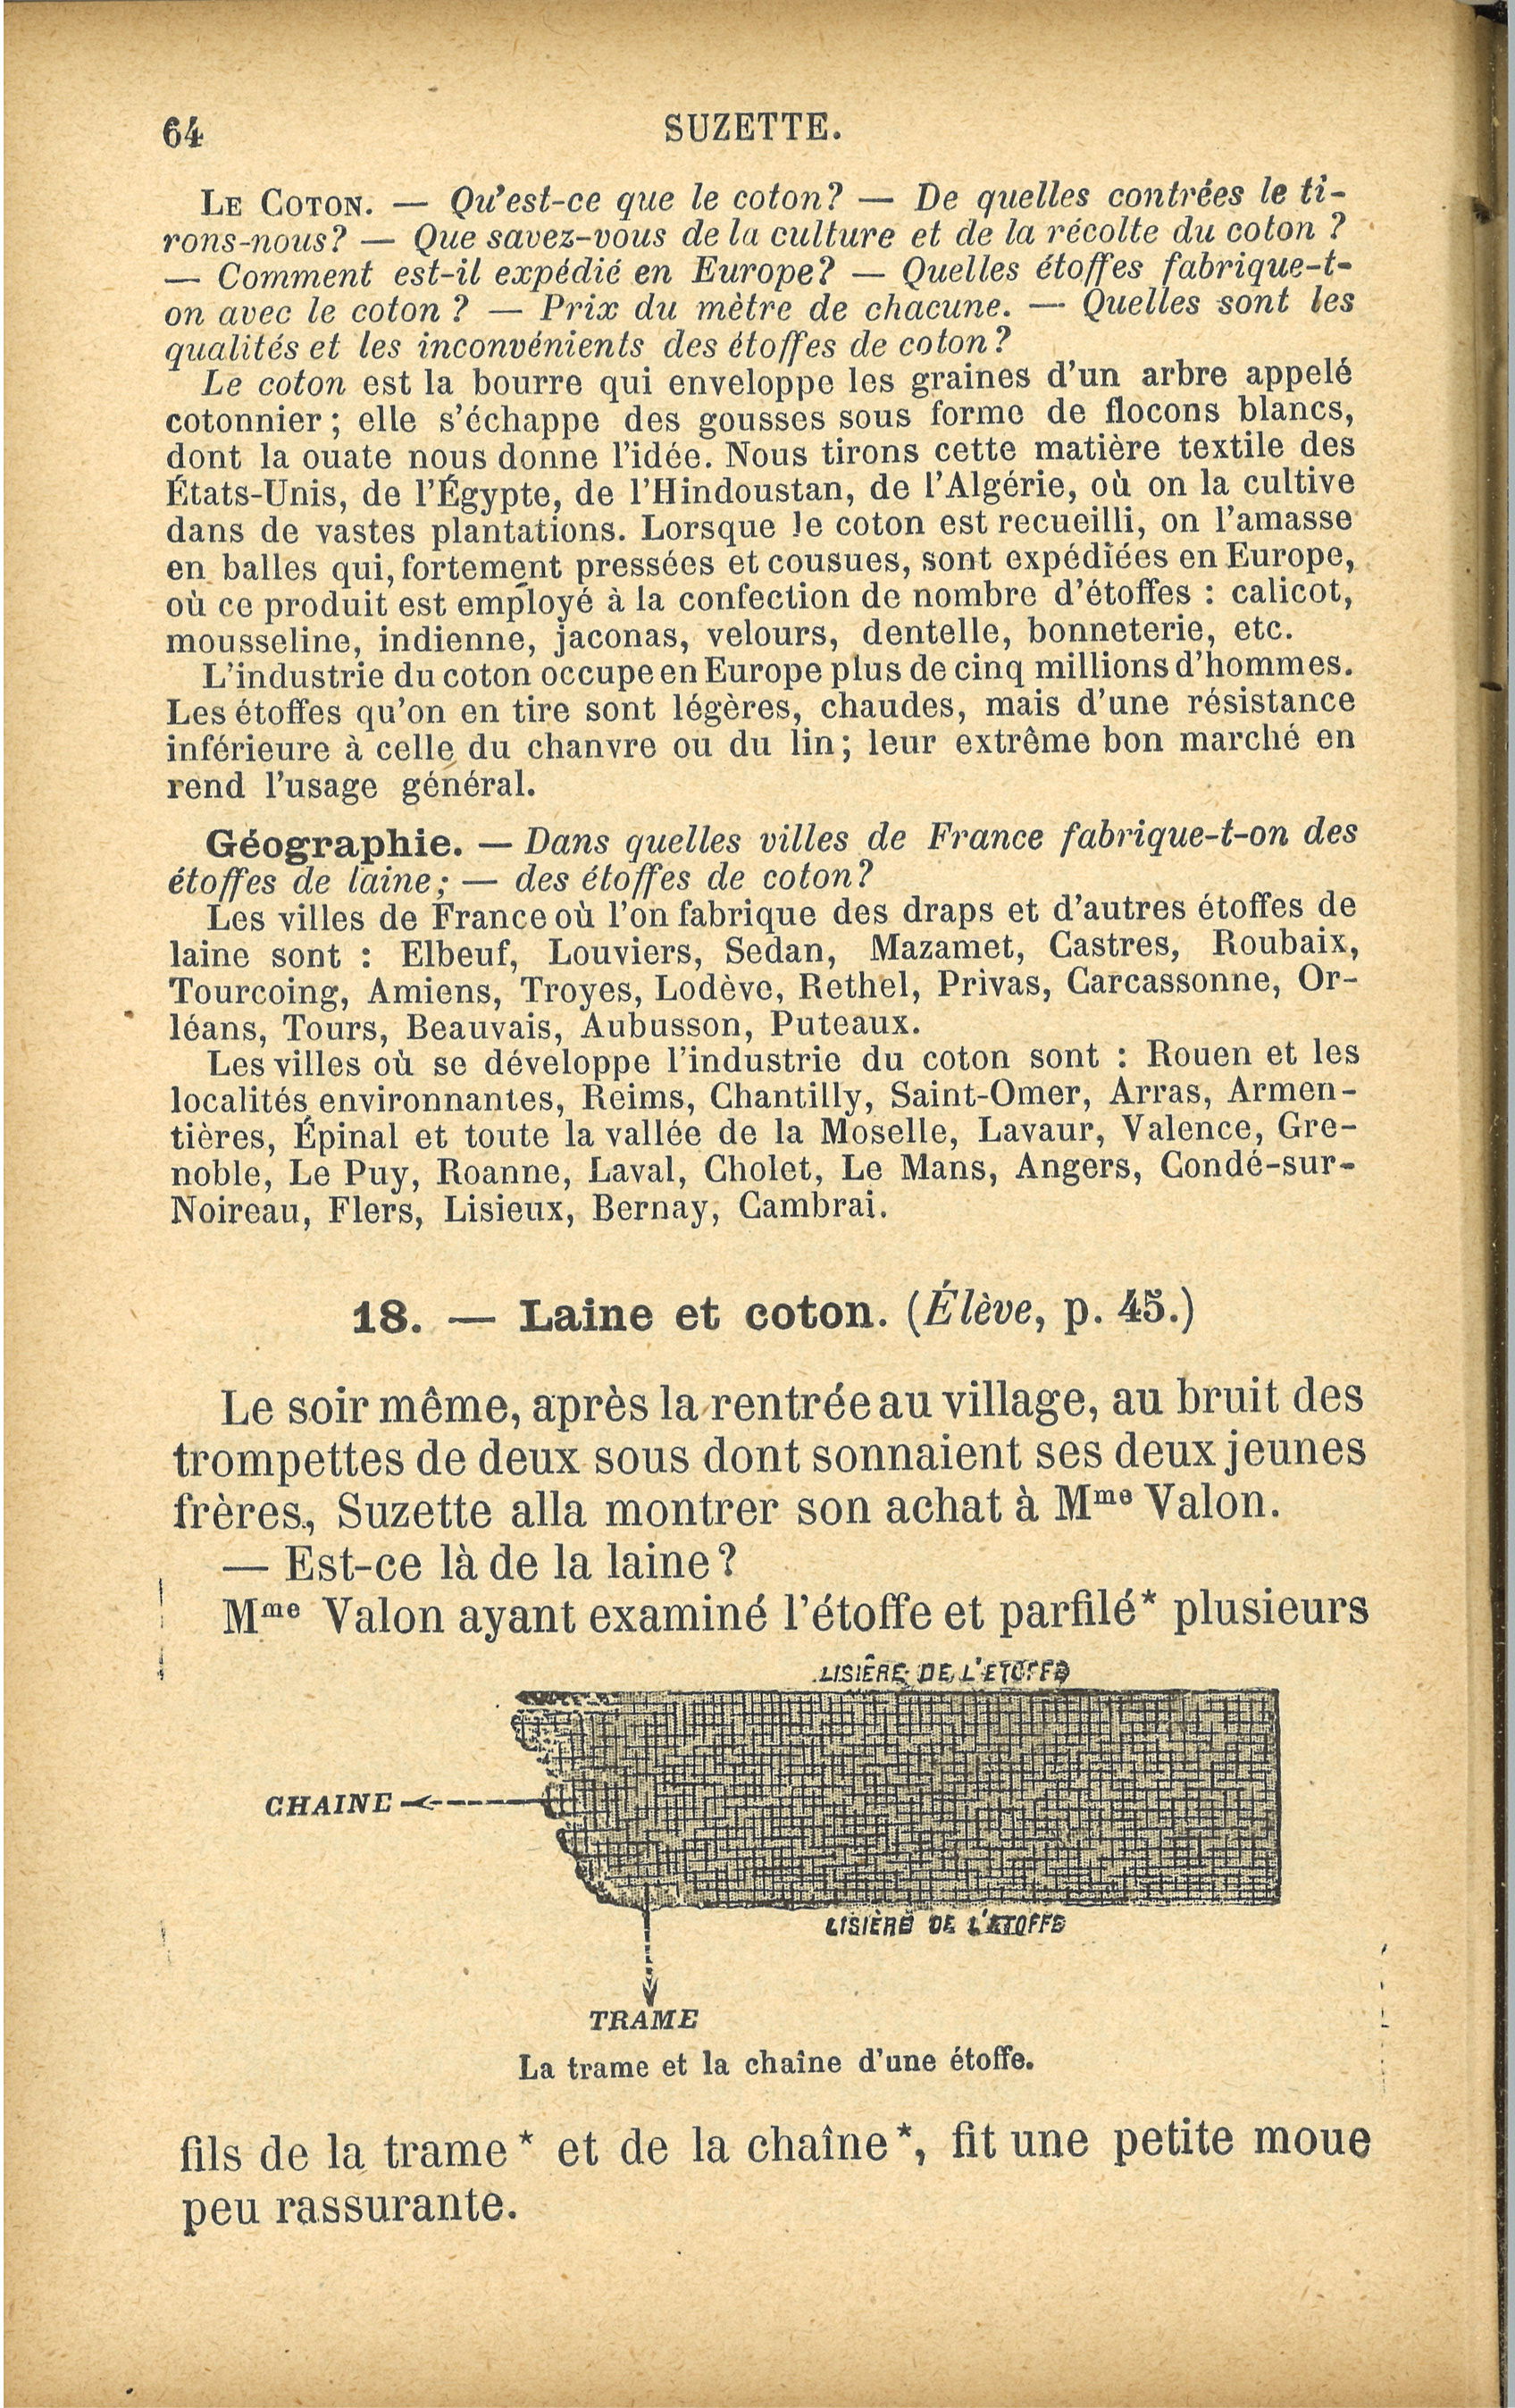 64
SUZETTE.
LE COTON. — Qu'est-ce que le coton? — De quelles contrées le ti-
rons-nous? — Que savez-vous de la culture et de la récolte du coton ?
— Comment est-il expédié en Europe? — Quelles étoffes fabrique-t-
on avec le coton ? — Prix du mètre de chacune. — Quelles sont les
qualités et les inconvénients des étoffes de coton?
Le coton est la bourre qui enveloppe les graines d'un arbre appelé
cotonnier ; elle s'échappe des gousses sous forme de flocons blancs,
dont la ouate nous donne l'idée. Nous tirons cette matière textile des
États-Unis, de l'Égypte, de l'Hindoustan, de l'Algérie, où on la cultive
dans de vastes plantations. Lorsque le coton est recueilli, on l'amasse
en balles qui, fortement pressées et cousues, sont expédiées en Europe,
où ce produit est employé à la confection de nombre d'étoffes : calicot,
mousseline, indienne, jaconas, velours, dentelle, bonneterie, etc.
L'industrie du coton occupe en Europe plus de cinq millions d'hommes.
Les étoffes qu'on en tire sont légères, chaudes, mais d'une résistance
inférieure à celle du chanvre ou du lin ; leur extrême bon marché en
rend l'usage général.
Géographie. — Dans quelles villes de France fabrique-t-on des
étoffes de laine ; — des étoffes de coton?
Les villes de France où l'on fabrique des draps et d'autres étoffes de
laine sont : Elbeuf, Louviers, Sedan, Mazamet, Castres, Roubaix,
Tourcoing, Amiens, Troyes, Lodève, Rethel, Privas, Carcassonne, Or-
léans, Tours, Beauvais, Aubusson, Puteaux.
Les villes où se développe l'industrie du coton sont : Rouen et les
localités environnantes, Reims, Chantilly, Saint-Omer, Arras, Armen-
tières, Épinal et toute la vallée de la Moselle, Lavaur, Valence, Gre-
noble, Le Puy, Roanne, Laval, Cholet, Le Mans, Angers, Condé-sur-
Noireau, Flers, Lisieux, Bernay, Cambrai.
18. — Laine et coton. (Élève, p. 45.)
Le soir même, après la rentrée au village, au bruit des
trompettes de deux sous dont sonnaient ses deux jeunes
frères, Suzette alla montrer son achat à Mme Valon.
— Est-ce là de la laine ?
Mme Valon ayant examiné l'étoffe et parfilé* plusieurs
LISIÈRE DE L'ETOFFE
CHAINE
LISIÈRE DE L'ETOFFE
TRAME
La trame et la chaîne d'une étoffe.
fils de la trame* et de la chaîne*, fit une petite moue
peu rassurante.